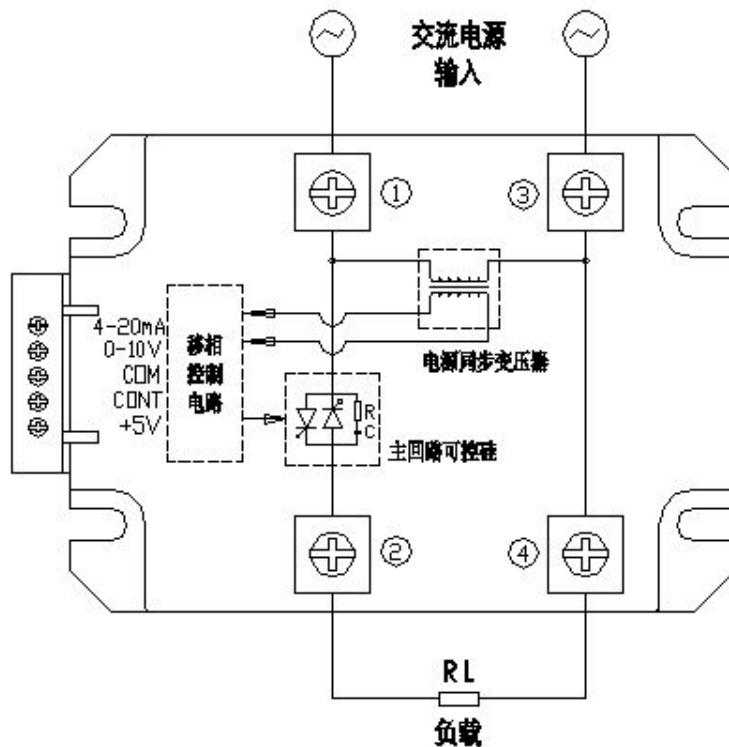 交流电源
输入
①
③
4-20mA
0-10V
COM
CONT
+5V
移相
控制
电路
电源同步变压器
R
C
主回路可控硅
②
④
RL
负载